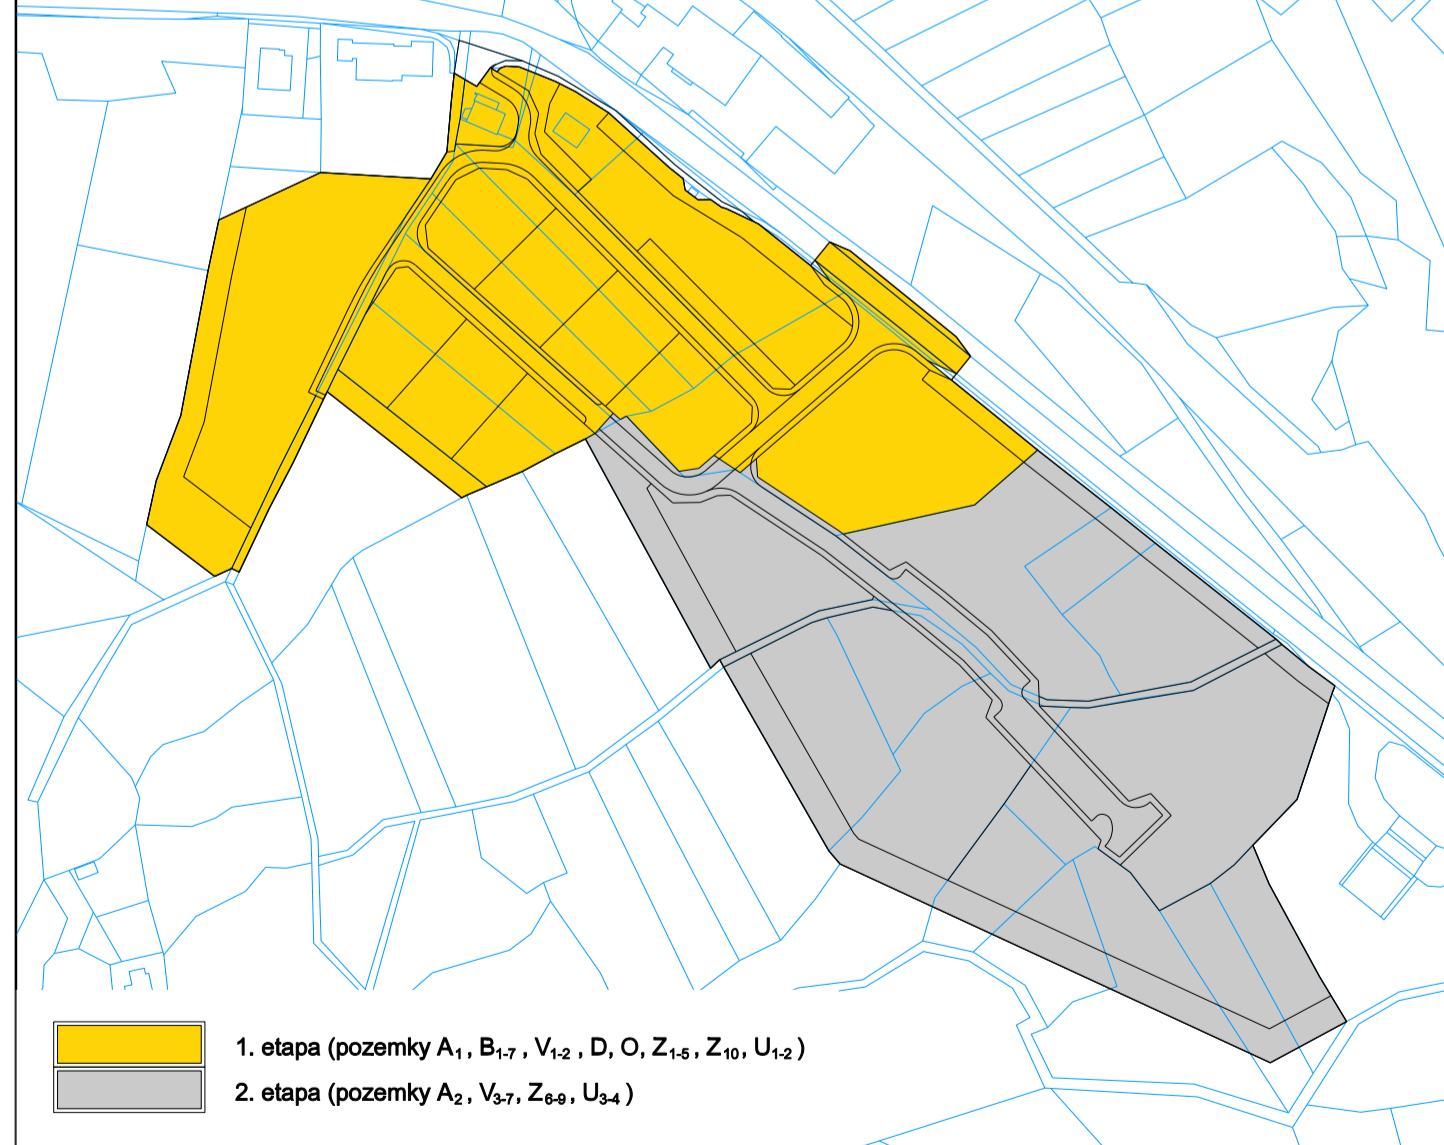 1. etapa (pozemky A₁ , B₁₋₇ , V₁₋₂ , D, O, Z₁₋₅ , Z₁₀ , U₁₋₂ )
2. etapa (pozemky A₂ , V₃₋₇ , Z₆₋₉ , U₃₋₄ )